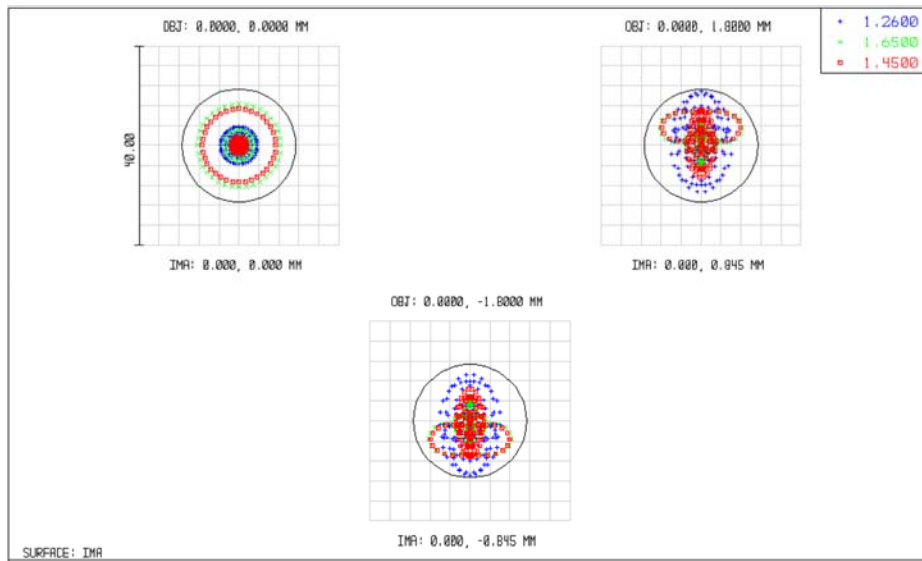 OBJ: 0.0000, 0.0000 MM
OBJ: 0.0000, 1.8000 MM
+ 1.2600
× 1.6500
□ 1.4500
40.00
IMA: 0.000, 0.000 MM
IMA: 0.000, 0.845 MM
OBJ: 0.0000, -1.8000 MM
IMA: 0.000, -0.845 MM
SURFACE: IMA